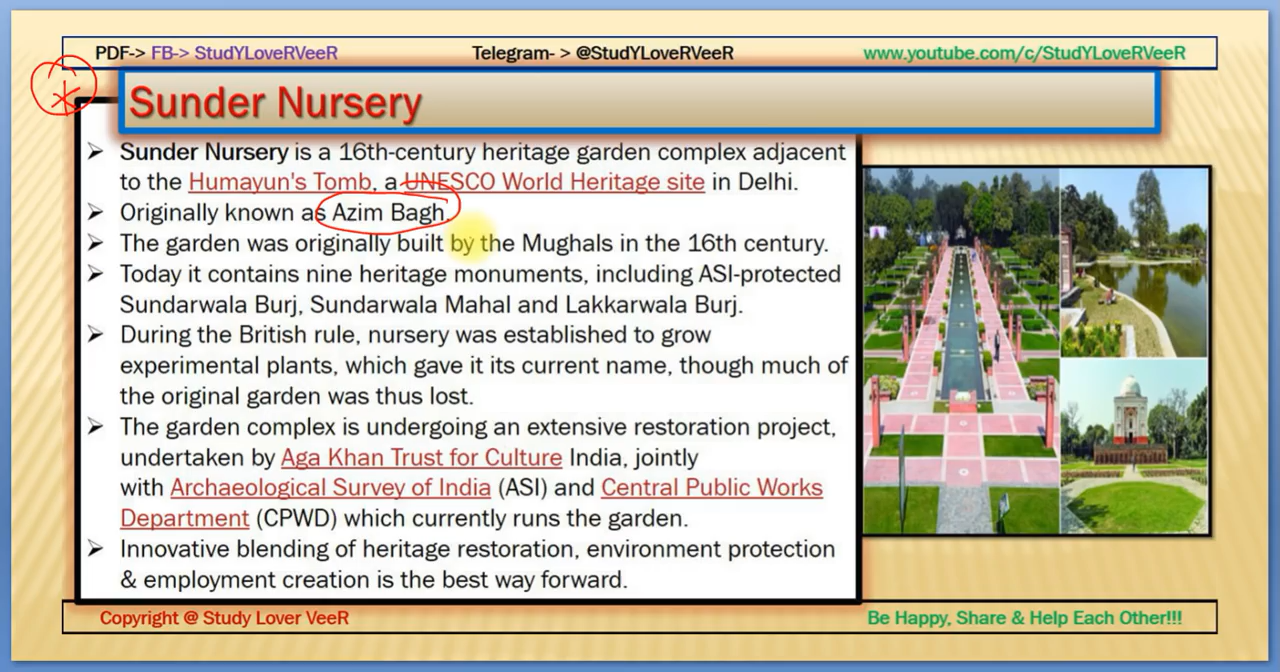 PDF-> FB-> StudYLoveRVeeR Telegram- > @StudYLoveRVeeR www.youtube.com/c/StudYLoveRVeeR
Sunder Nursery
➢ Sunder Nursery is a 16th-century heritage garden complex adjacent
to the Humayun's Tomb, a UNESCO World Heritage site in Delhi.
➢ Originally known as Azim Bagh.
➢ The garden was originally built by the Mughals in the 16th century.
➢ Today it contains nine heritage monuments, including ASI-protected
Sundarwala Burj, Sundarwala Mahal and Lakkarwala Burj.
➢ During the British rule, nursery was established to grow
experimental plants, which gave it its current name, though much of
the original garden was thus lost.
➢ The garden complex is undergoing an extensive restoration project,
undertaken by Aga Khan Trust for Culture India, jointly
with Archaeological Survey of India (ASI) and Central Public Works
Department (CPWD) which currently runs the garden.
➢ Innovative blending of heritage restoration, environment protection
& employment creation is the best way forward.
Copyright @ Study Lover VeeR Be Happy, Share & Help Each Other!!!